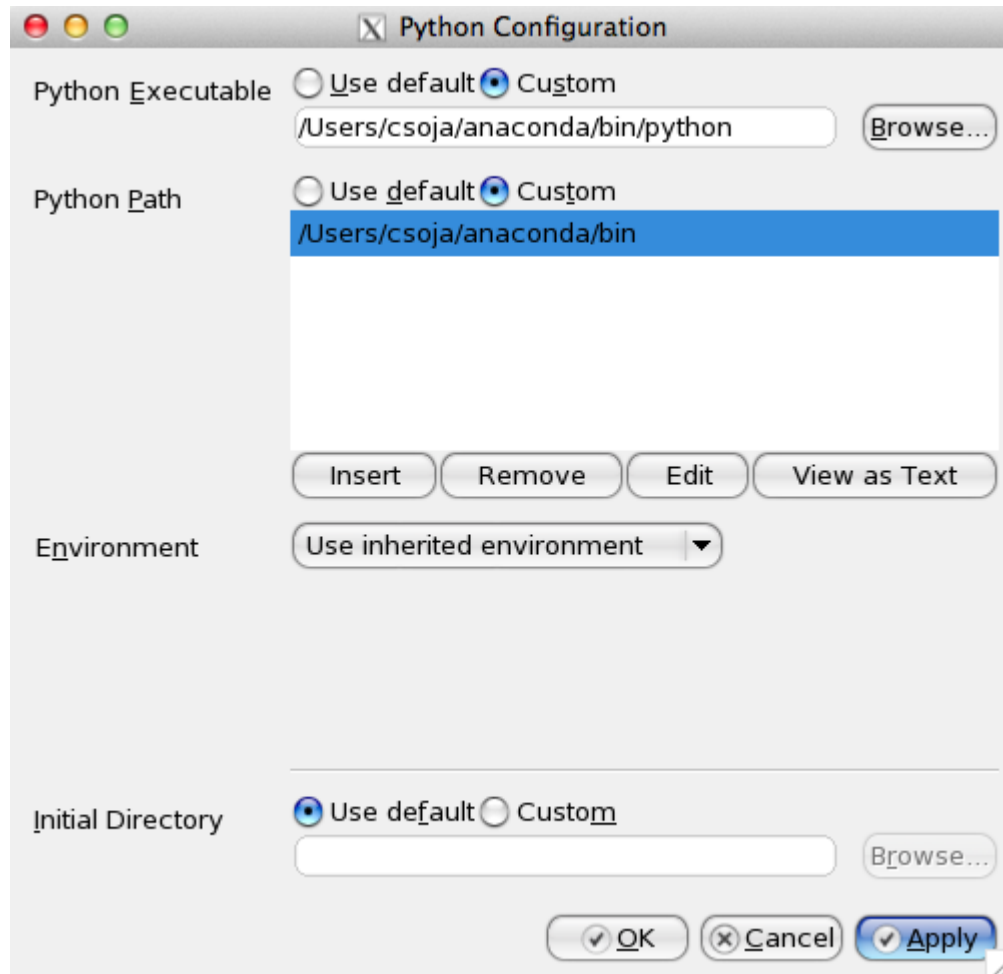 Python Configuration
Python Executable
Use default Custom
/Users/csoja/anaconda/bin/python
Browse...
Python Path
Use default Custom
/Users/csoja/anaconda/bin
Insert Remove Edit View as Text
Environment
Use inherited environment
Initial Directory
Use default Custom
Browse...
OK Cancel Apply